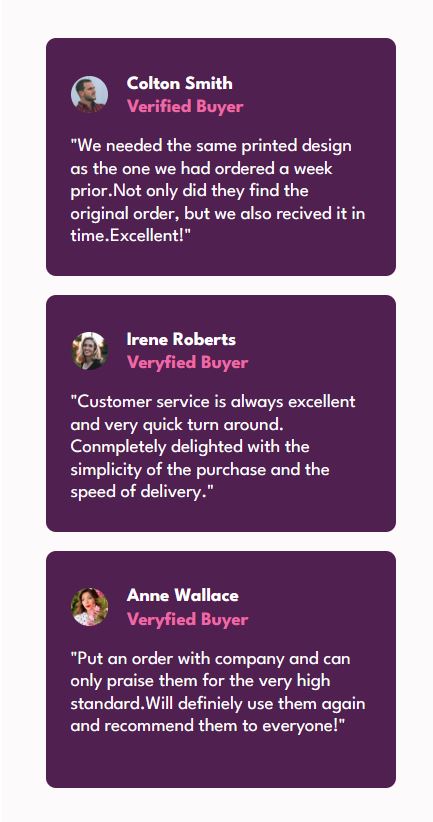 Colton Smith
Verified Buyer
"We needed the same printed design
as the one we had ordered a week
prior.Not only did they find the
original order, but we also recived it in
time.Excellent!"
Irene Roberts
Veryfied Buyer
"Customer service is always excellent
and very quick turn around.
Conmpletely delighted with the
simplicity of the purchase and the
speed of delivery."
Anne Wallace
Veryfied Buyer
"Put an order with company and can
only praise them for the very high
standard.Will definiely use them again
and recommend them to everyone!"